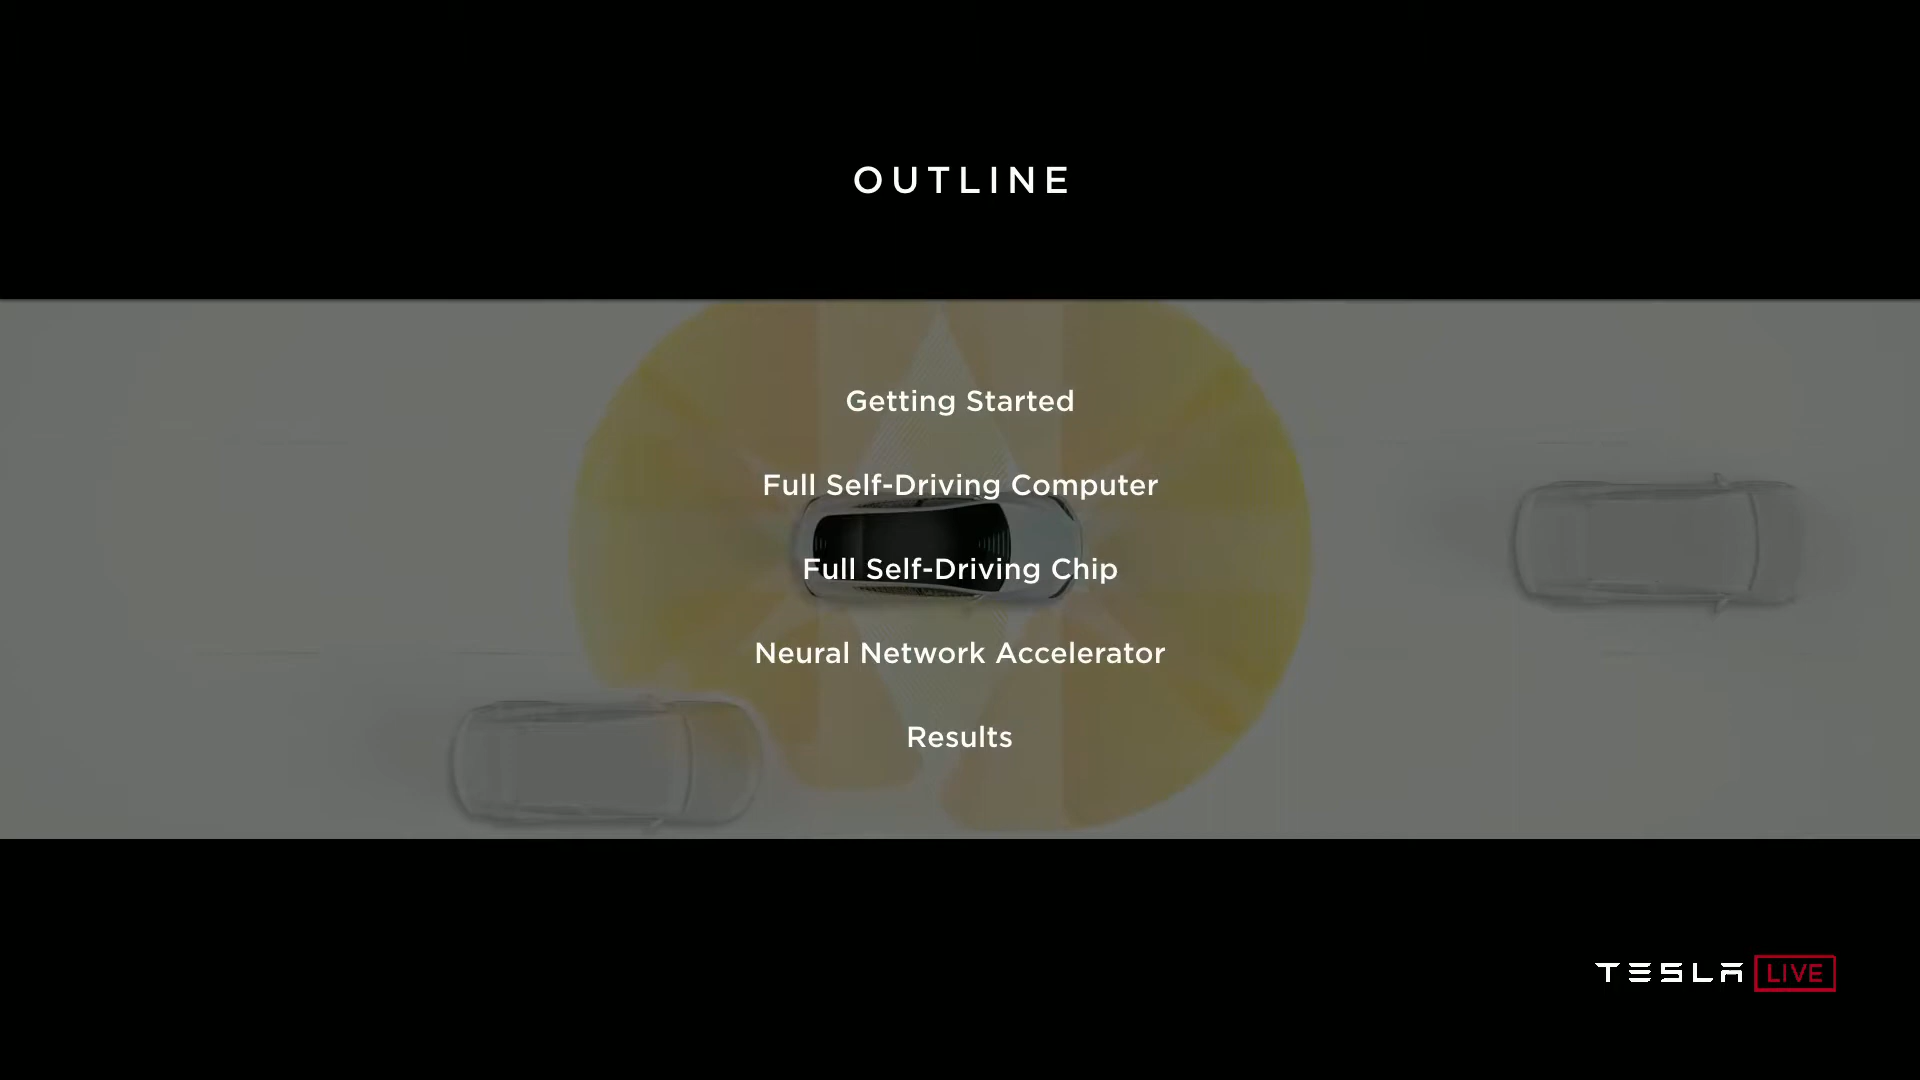 OUTLINE
Getting Started
Full Self-Driving Computer
Full Self-Driving Chip
Neural Network Accelerator
Results
TESLA LIVE